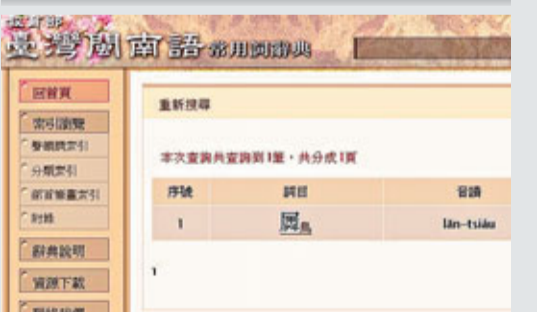 教育部
臺灣閩南語常用詞辭典
回首頁
索引瀏覽
聲韻調索引
分類索引
部首筆畫索引
附錄
辭典說明
資源下載
重新搜尋
本次查詢共查詢到1筆，共分成1頁
序號 詞目 音讀
1 鳥 lān-tsiáu
1